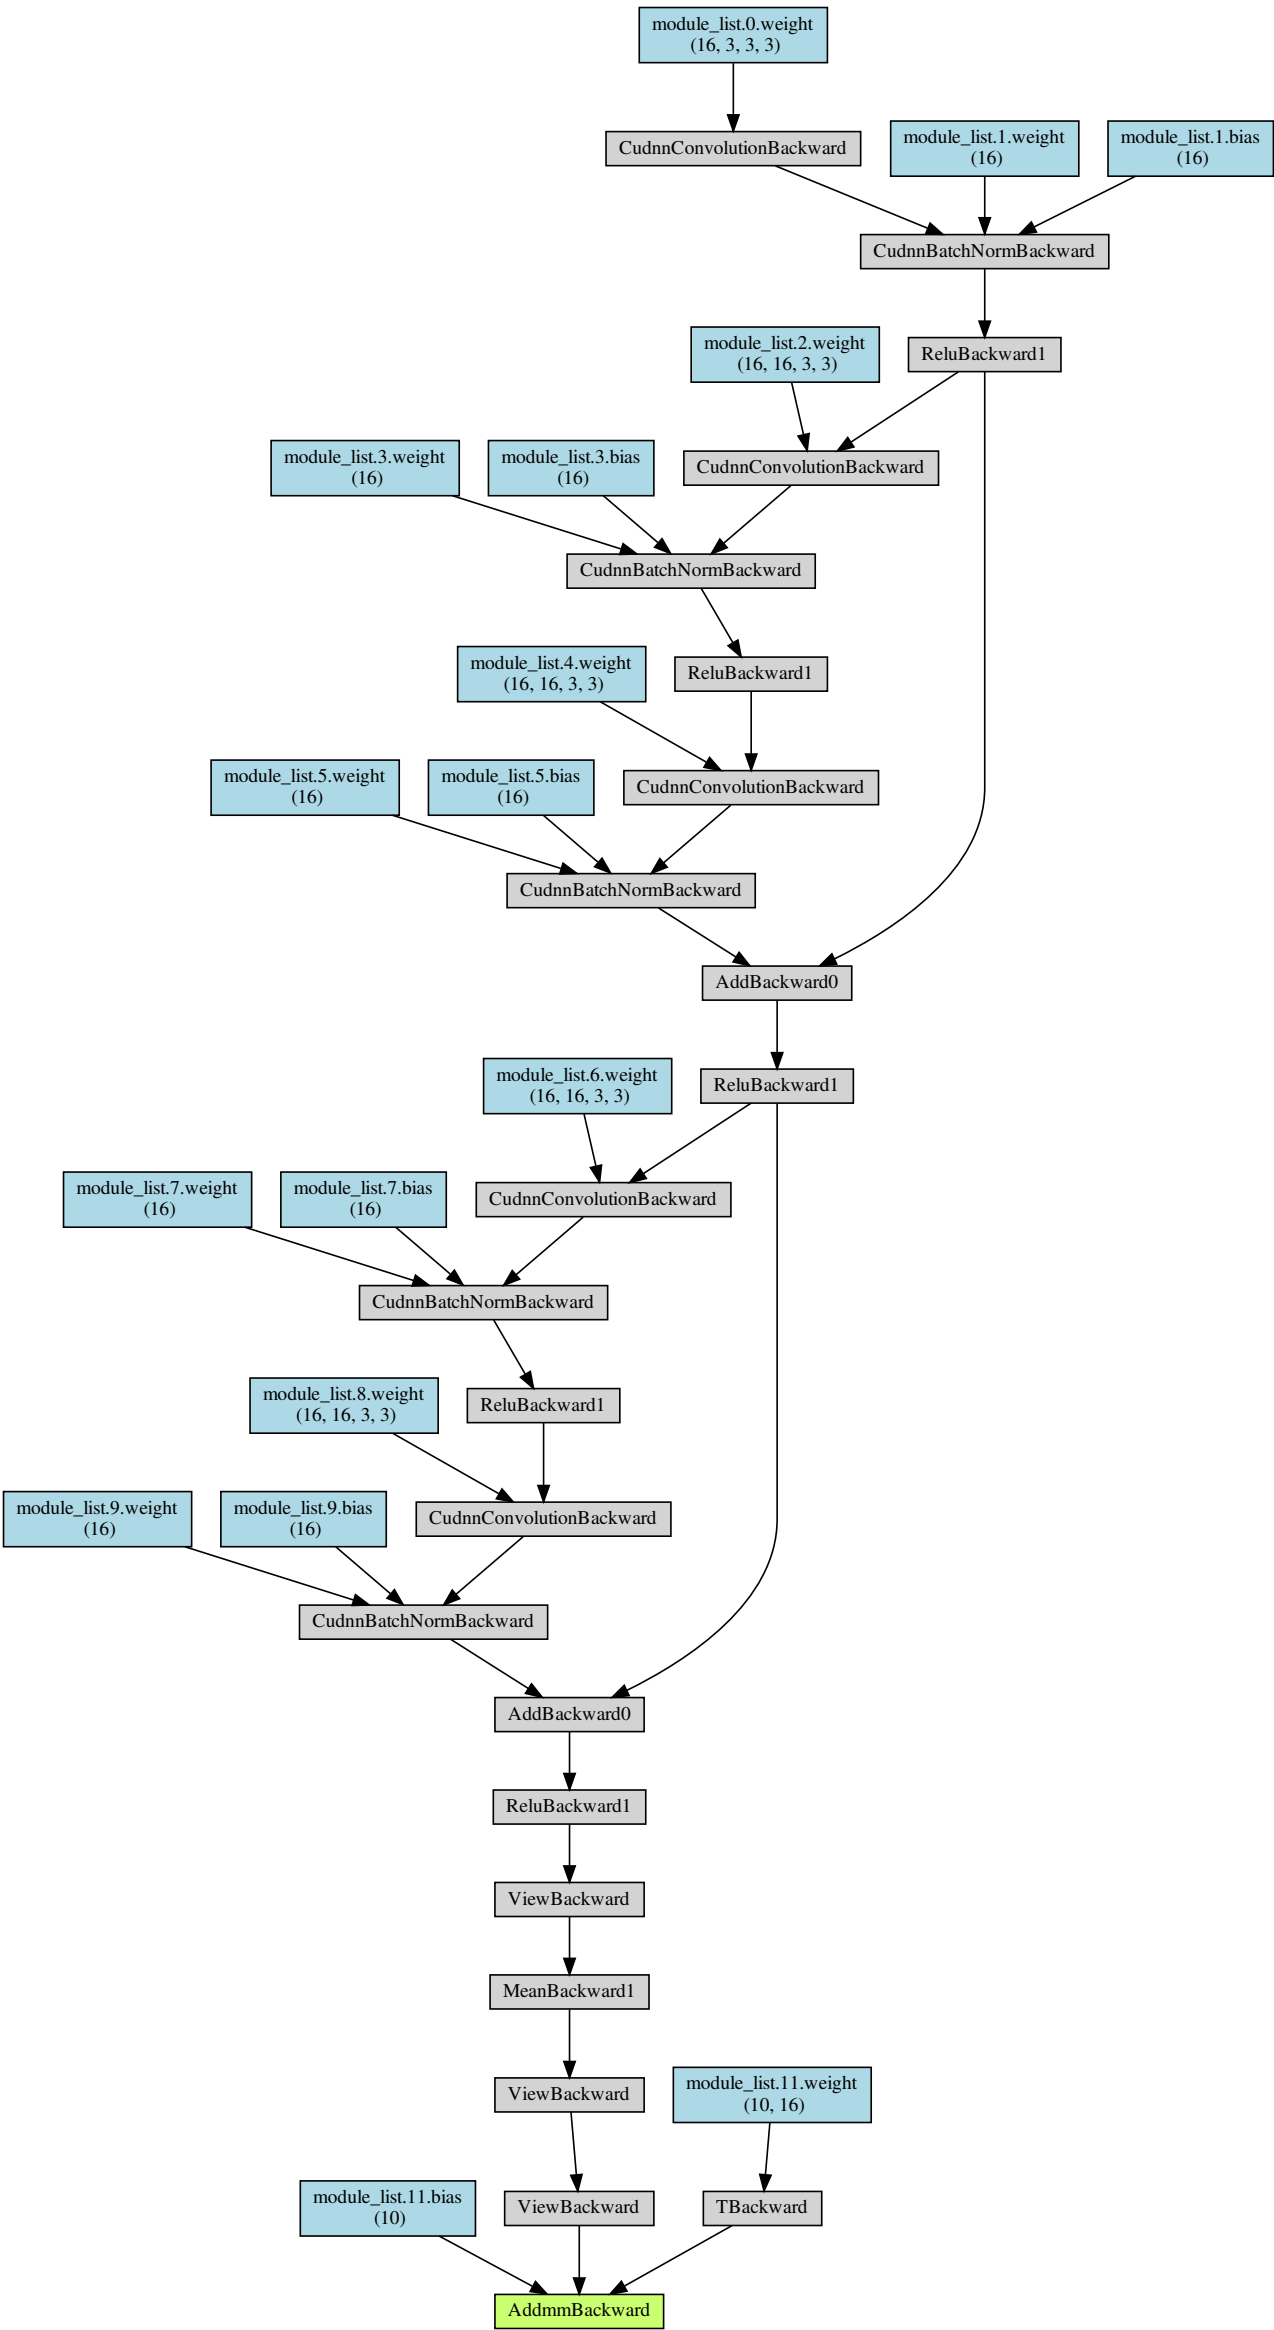 module_list.0.weight
(16, 3, 3, 3)
CudnnConvolutionBackward
module_list.1.weight
(16)
module_list.1.bias
(16)
CudnnBatchNormBackward
module_list.2.weight
(16, 16, 3, 3)
ReluBackward1
module_list.3.weight
(16)
module_list.3.bias
(16)
CudnnConvolutionBackward
CudnnBatchNormBackward
module_list.4.weight
(16, 16, 3, 3)
ReluBackward1
module_list.5.weight
(16)
module_list.5.bias
(16)
CudnnConvolutionBackward
CudnnBatchNormBackward
AddBackward0
module_list.6.weight
(16, 16, 3, 3)
ReluBackward1
module_list.7.weight
(16)
module_list.7.bias
(16)
CudnnConvolutionBackward
CudnnBatchNormBackward
module_list.8.weight
(16, 16, 3, 3)
ReluBackward1
module_list.9.weight
(16)
module_list.9.bias
(16)
CudnnConvolutionBackward
CudnnBatchNormBackward
AddBackward0
ReluBackward1
ViewBackward
MeanBackward1
ViewBackward
module_list.11.weight
(10, 16)
module_list.11.bias
(10)
ViewBackward
TBackward
AddmmBackward